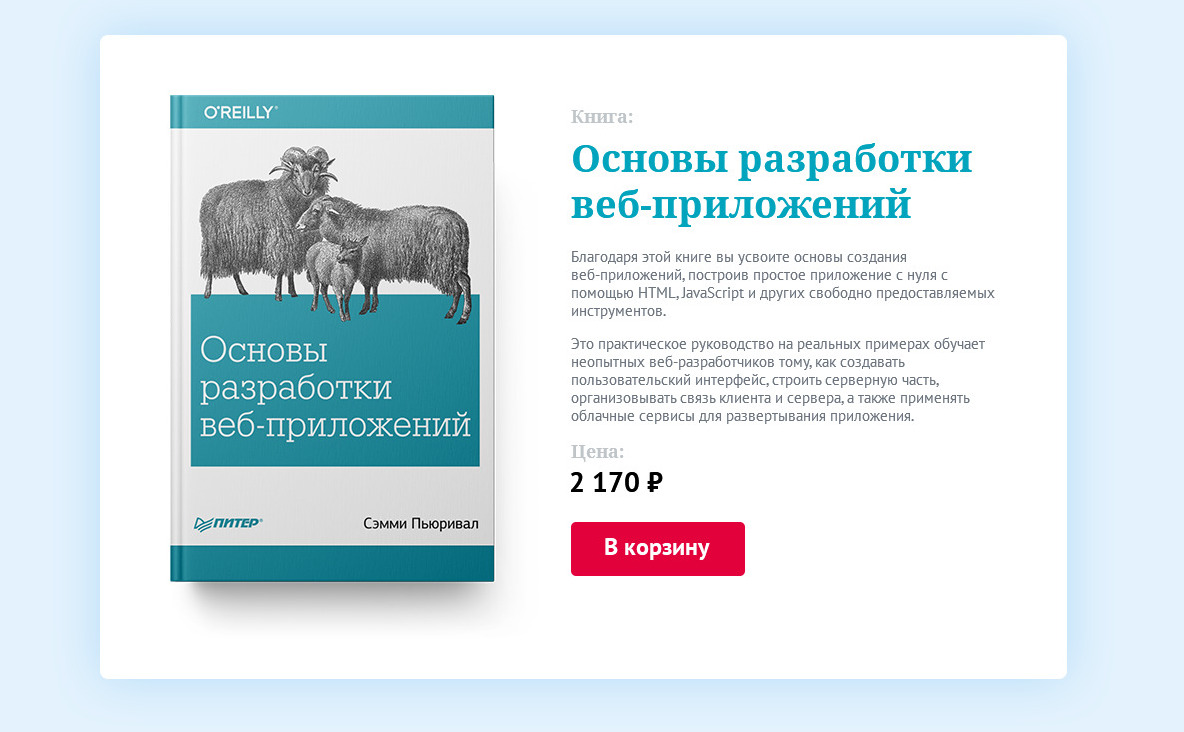 O'REILLY®
Основы
разработки
веб-приложений
ПИТЕР®
Сэмми Пьюривал
Книга:
Основы разработки
веб-приложений
Благодаря этой книге вы усвоите основы создания
веб-приложений, построив простое приложение с нуля с
помощью HTML, JavaScript и других свободно предоставляемых
инструментов.
Это практическое руководство на реальных примерах обучает
неопытных веб-разработчиков тому, как создавать
пользовательский интерфейс, строить серверную часть,
организовывать связь клиента и сервера, а также применять
облачные сервисы для развертывания приложения.
Цена:
2 170 ₽
В корзину